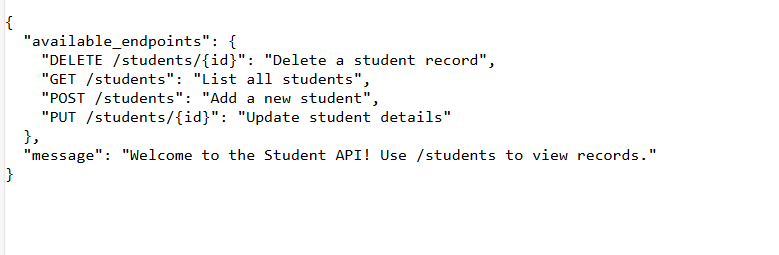 {
  "available_endpoints": {
    "DELETE /students/{id}": "Delete a student record",
    "GET /students": "List all students",
    "POST /students": "Add a new student",
    "PUT /students/{id}": "Update student details"
  },
  "message": "Welcome to the Student API! Use /students to view records."
}